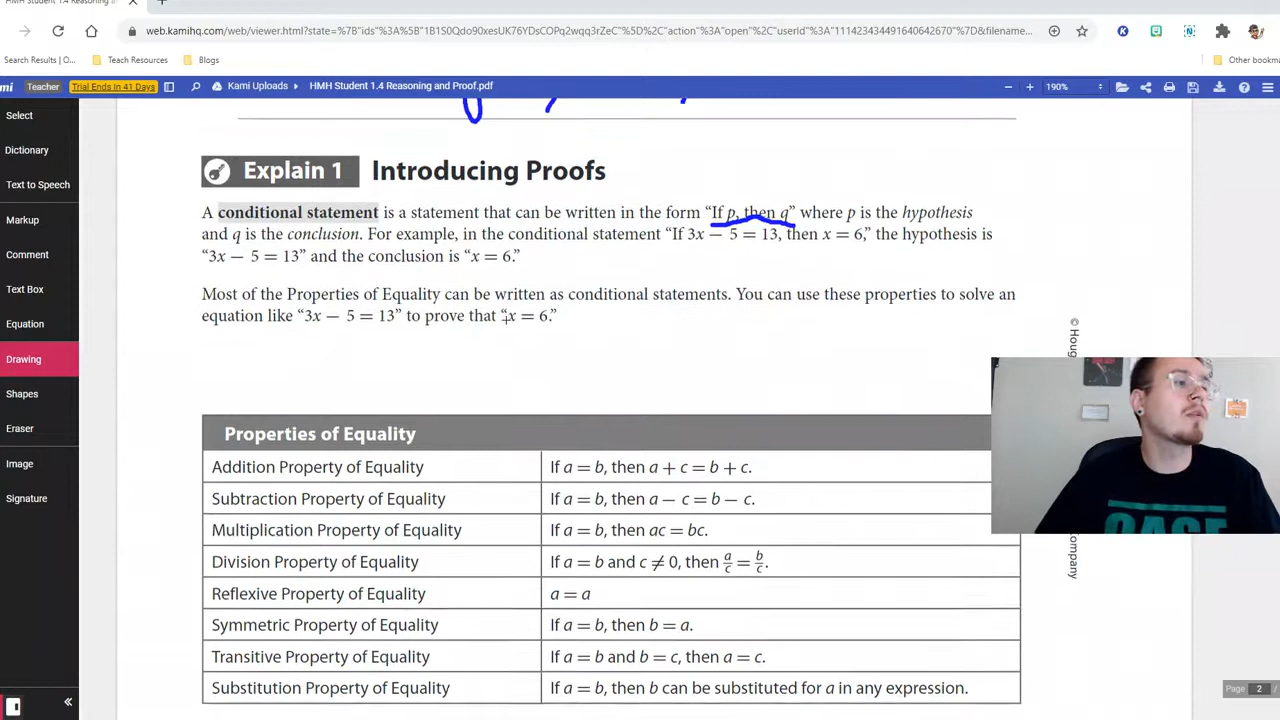 HMH Student 1.4 Reasoning a
web.kamihq.com/web/viewer.html?state=%7B"ids"%3A%5B"1B1S0Qdo90xesUK76YDsCOPq2wqq3rZeC"%5D%2C"action"%3A"open"%2C"userId"%3A"111423434491640642670"%7D&filename...
Search Results | O... Teach Resources Blogs Other bookma
mi Teacher Trial Ends In 41 Days Kami Uploads HMH Student 1.4 Reasoning and Proof.pdf 190%
Select
Dictionary
Text to Speech
Markup
Comment
Text Box
Equation
Drawing
Shapes
Eraser
Image
Signature
Explain 1 Introducing Proofs
A conditional statement is a statement that can be written in the form “If p, then q” where p is the hypothesis
and q is the conclusion. For example, in the conditional statement “If 3x − 5 = 13, then x = 6,” the hypothesis is
“3x − 5 = 13” and the conclusion is “x = 6.”
Most of the Properties of Equality can be written as conditional statements. You can use these properties to solve an
equation like “3x − 5 = 13” to prove that “x = 6.”
Properties of Equality
Addition Property of Equality If a = b, then a + c = b + c.
Subtraction Property of Equality If a = b, then a − c = b − c.
Multiplication Property of Equality If a = b, then ac = bc.
Division Property of Equality If a = b and c ≠ 0, then a/c = b/c.
Reflexive Property of Equality a = a
Symmetric Property of Equality If a = b, then b = a.
Transitive Property of Equality If a = b and b = c, then a = c.
Substitution Property of Equality If a = b, then b can be substituted for a in any expression.
© Houg
Company
Page 2 /